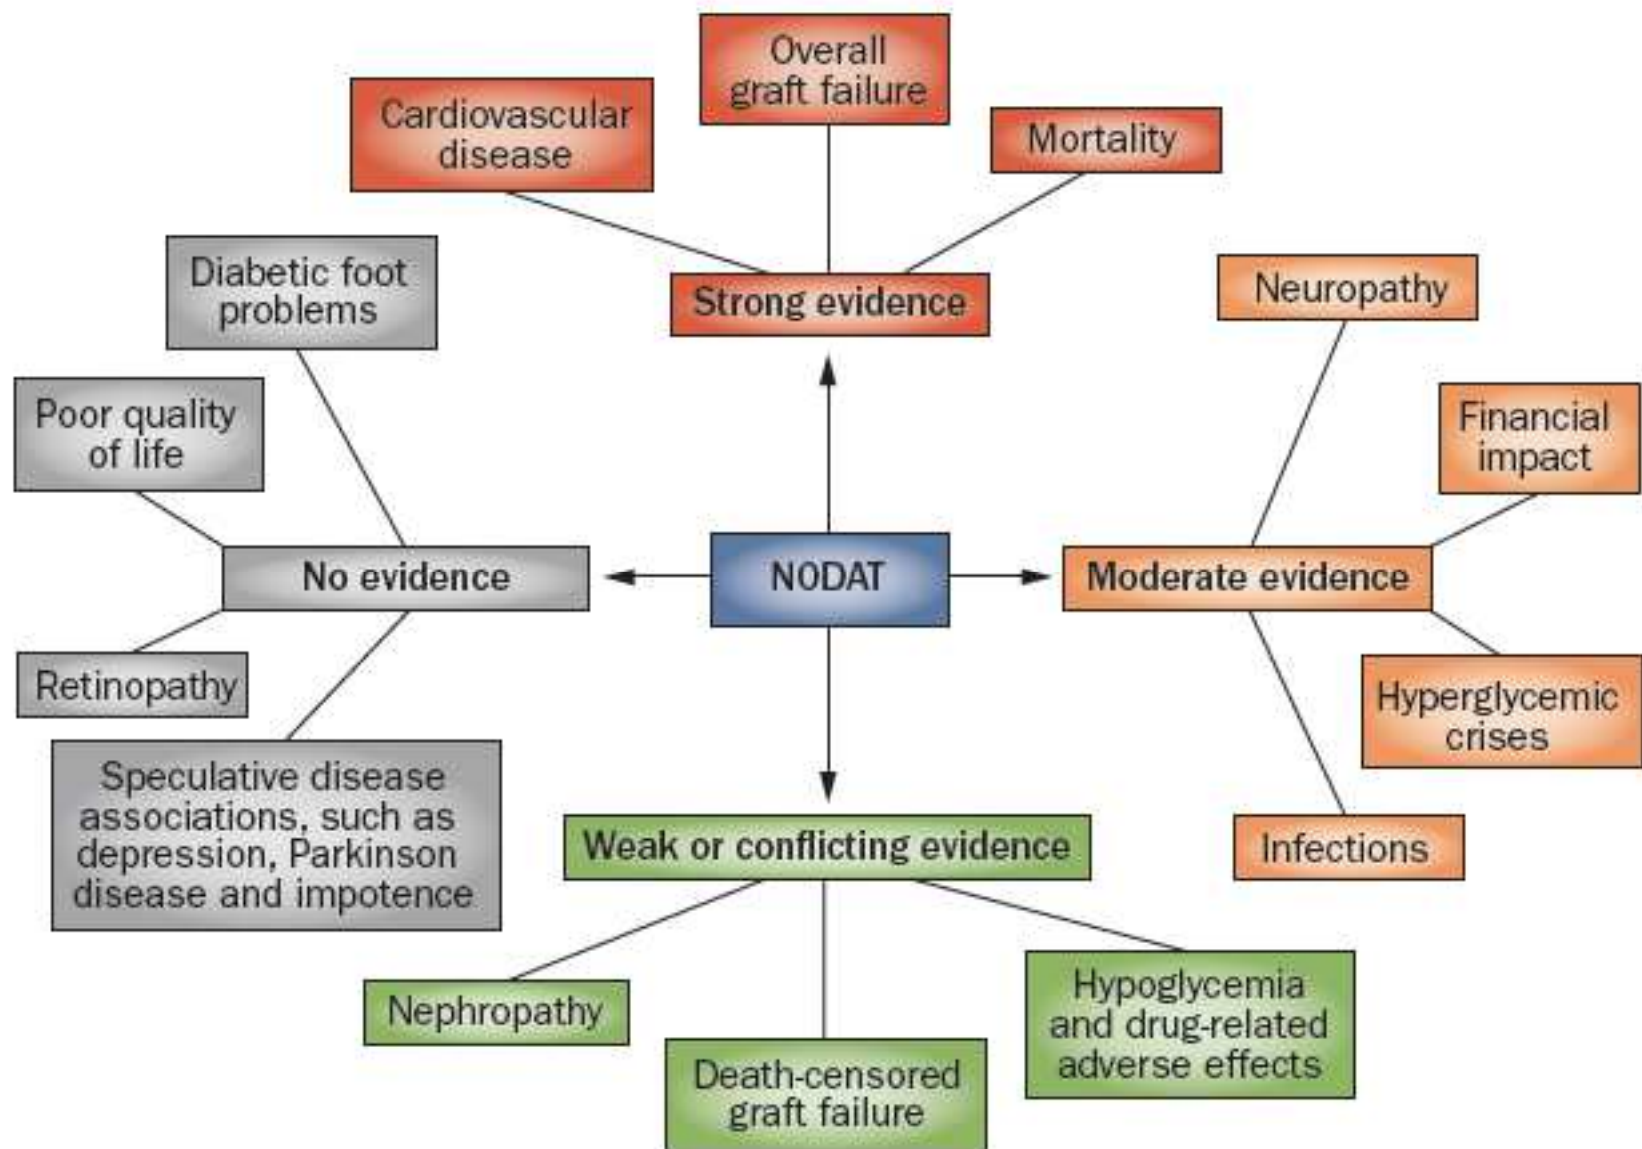 Overall
graft failure
Cardiovascular
disease
Mortality
Strong evidence
Diabetic foot
problems
Poor quality
of life
No evidence
Retinopathy
Speculative disease
associations, such as
depression, Parkinson
disease and impotence
NODAT
Neuropathy
Financial
impact
Moderate evidence
Hyperglycemic
crises
Infections
Weak or conflicting evidence
Nephropathy
Death-censored
graft failure
Hypoglycemia
and drug-related
adverse effects